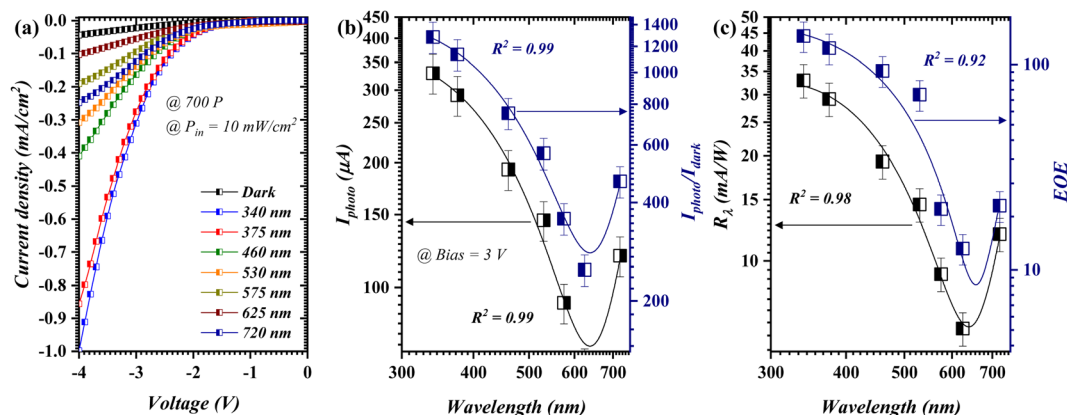 (a)
0.0
-0.1
-0.2
-0.3
-0.4
-0.5
-0.6
-0.7
-0.8
-0.9
-1.0
Current density (mA/cm²)
@ 700 P
@ P_in = 10 mW/cm²
Dark
340 nm
375 nm
460 nm
530 nm
575 nm
625 nm
720 nm
-4 -3 -2 -1 0
Voltage (V)
(b)
450
400
350
300
250
200
150
100
I_photo (μA)
R² = 0.99
@ Bias = 3 V
R² = 0.99
1400
1200
1000
800
600
400
200
I_photo/I_dark
300 400 500 600 700
Wavelength (nm)
(c)
50
45
40
35
30
25
20
15
10
R_λ (mA/W)
R² = 0.92
R² = 0.98
100
10
EQE
300 400 500 600 700
Wavelength (nm)